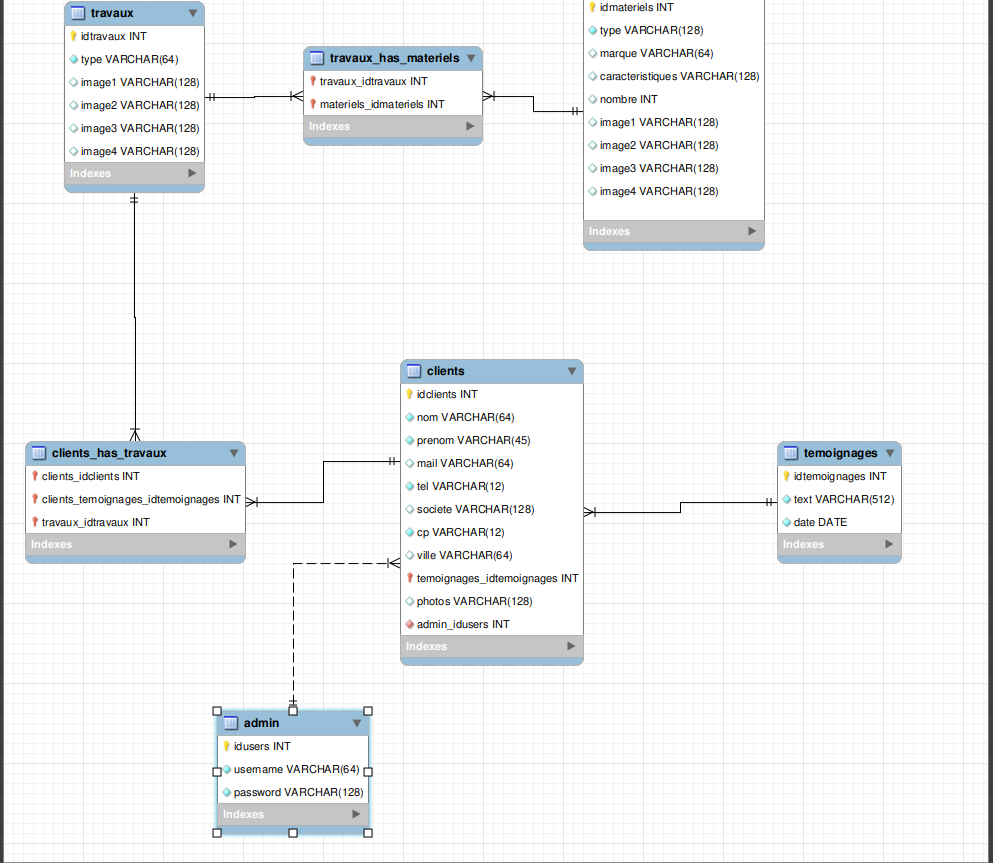 travaux
idtravaux INT
type VARCHAR(64)
image1 VARCHAR(128)
image2 VARCHAR(128)
image3 VARCHAR(128)
image4 VARCHAR(128)
Indexes
travaux_has_materiels
travaux_idtravaux INT
materiels_idmateriels INT
Indexes
idmateriels INT
type VARCHAR(128)
marque VARCHAR(64)
caracteristiques VARCHAR(128)
nombre INT
image1 VARCHAR(128)
image2 VARCHAR(128)
image3 VARCHAR(128)
image4 VARCHAR(128)
Indexes
clients
idclients INT
nom VARCHAR(64)
prenom VARCHAR(45)
mail VARCHAR(64)
tel VARCHAR(12)
societe VARCHAR(128)
cp VARCHAR(12)
ville VARCHAR(64)
temoignages_idtemoignages INT
photos VARCHAR(128)
admin_idusers INT
Indexes
clients_has_travaux
clients_idclients INT
clients_temoignages_idtemoignages INT
travaux_idtravaux INT
Indexes
temoignages
idtemoignages INT
text VARCHAR(512)
date DATE
Indexes
admin
idusers INT
username VARCHAR(64)
password VARCHAR(128)
Indexes